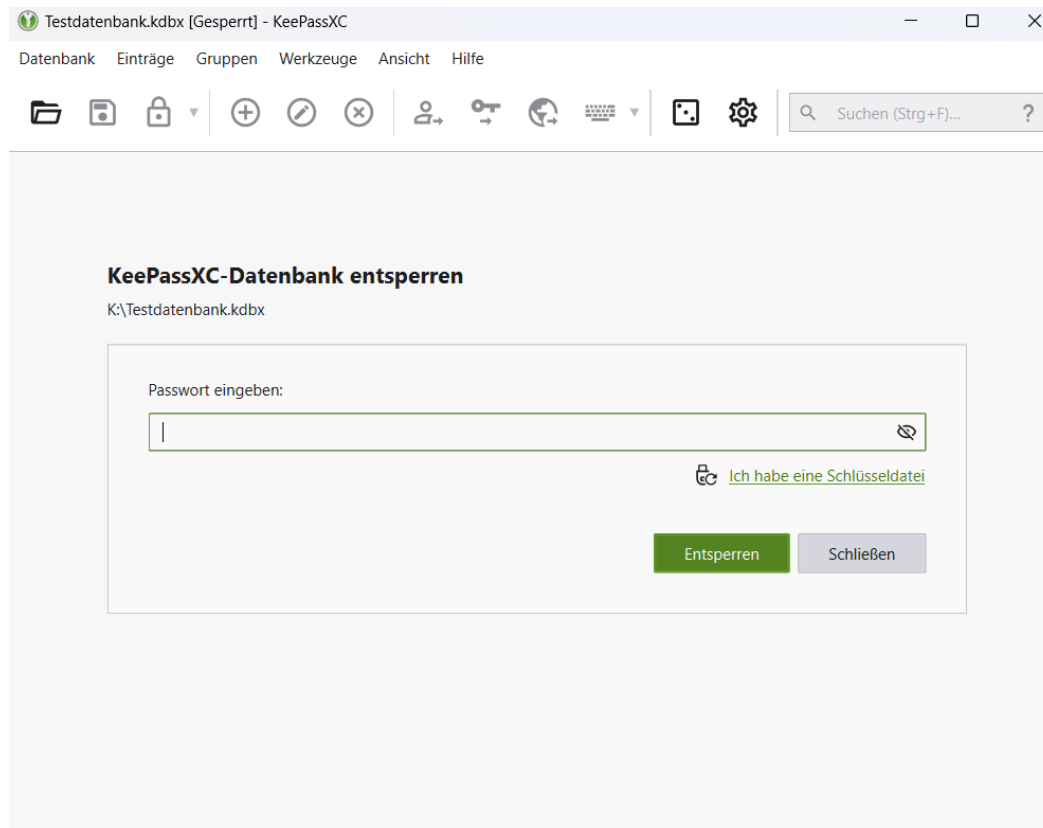 Testdatenbank.kdbx [Gesperrt] - KeePassXC
Datenbank Einträge Gruppen Werkzeuge Ansicht Hilfe
Suchen (Strg+F)... ?
KeePassXC-Datenbank entsperren
K:\Testdatenbank.kdbx
Passwort eingeben:
Ich habe eine Schlüsseldatei
Entsperren Schließen